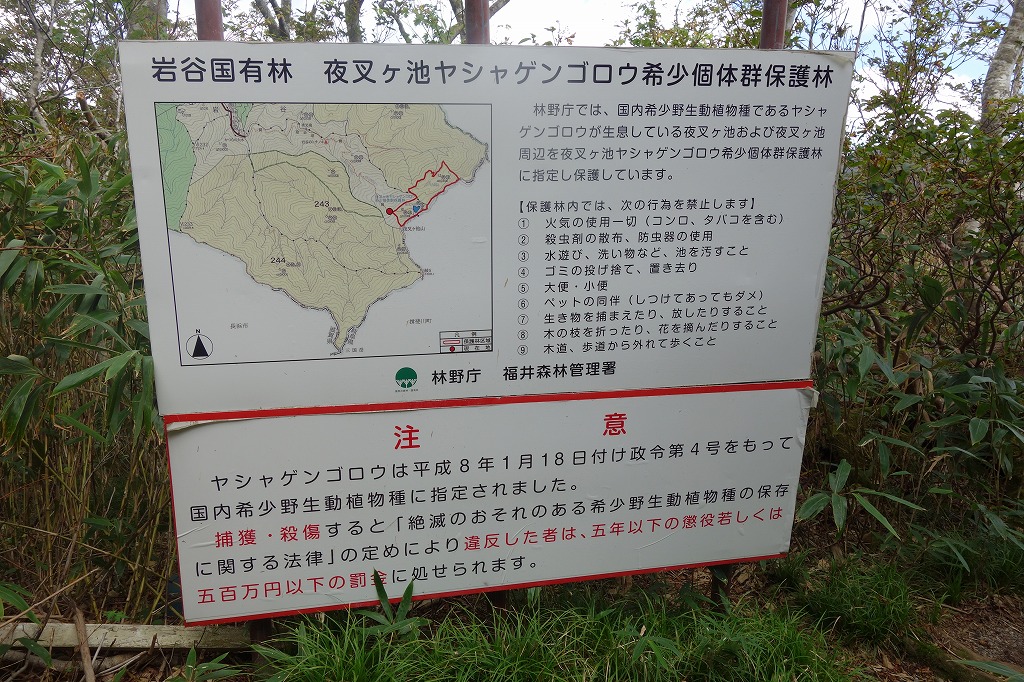 岩谷国有林　夜叉ヶ池ヤシャゲンゴロウ希少個体群保護林
林野庁では、国内希少野生動植物種であるヤシャ
ゲンゴロウが生息している夜叉ヶ池および夜叉ヶ池
周辺を夜叉ヶ池ヤシャゲンゴロウ希少個体群保護林
に指定し保護しています。
【保護林内では、次の行為を禁止します】
① 火気の使用一切（コンロ、タバコを含む）
② 殺虫剤の散布、防虫器の使用
③ 水遊び、洗い物など、池を汚すこと
④ ゴミの投げ捨て、置き去り
⑤ 大便・小便
⑥ ペットの同伴（しつけてあってもダメ）
⑦ 生き物を捕まえたり、放したりすること
⑧ 木の枝を折ったり、花を摘んだりすること
⑨ 木道、歩道から外れて歩くこと
243
244
N
凡例
保護林区域
現在地
林野庁　福井森林管理署
注　意
ヤシャゲンゴロウは平成８年１月18日付け政令第４号をもって
国内希少野生動植物種に指定されました。
捕獲・殺傷すると「絶滅のおそれのある希少野生動植物種の保存
に関する法律」の定めにより違反した者は、五年以下の懲役若しくは
五百万円以下の罰金に処せられます。